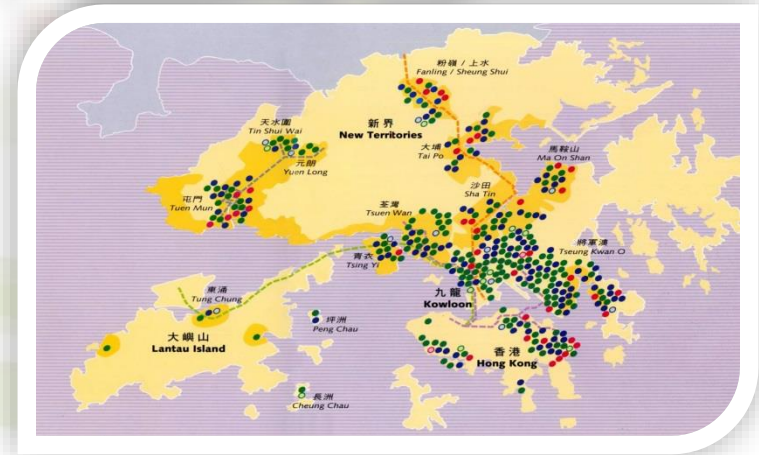 粉嶺 / 上水
Fanling / Sheung Shui
天水圍
Tin Shui Wai
新界
New Territories
元朗
Yuen Long
大埔
Tai Po
馬鞍山
Ma On Shan
沙田
Sha Tin
屯門
Tuen Mun
荃灣
Tsuen Wan
將軍澳
Tseung Kwan O
青衣
Tsing Yi
九龍
Kowloon
東涌
Tung Chung
坪洲
Peng Chau
大嶼山
Lantau Island
香港
Hong Kong
長洲
Cheung Chau